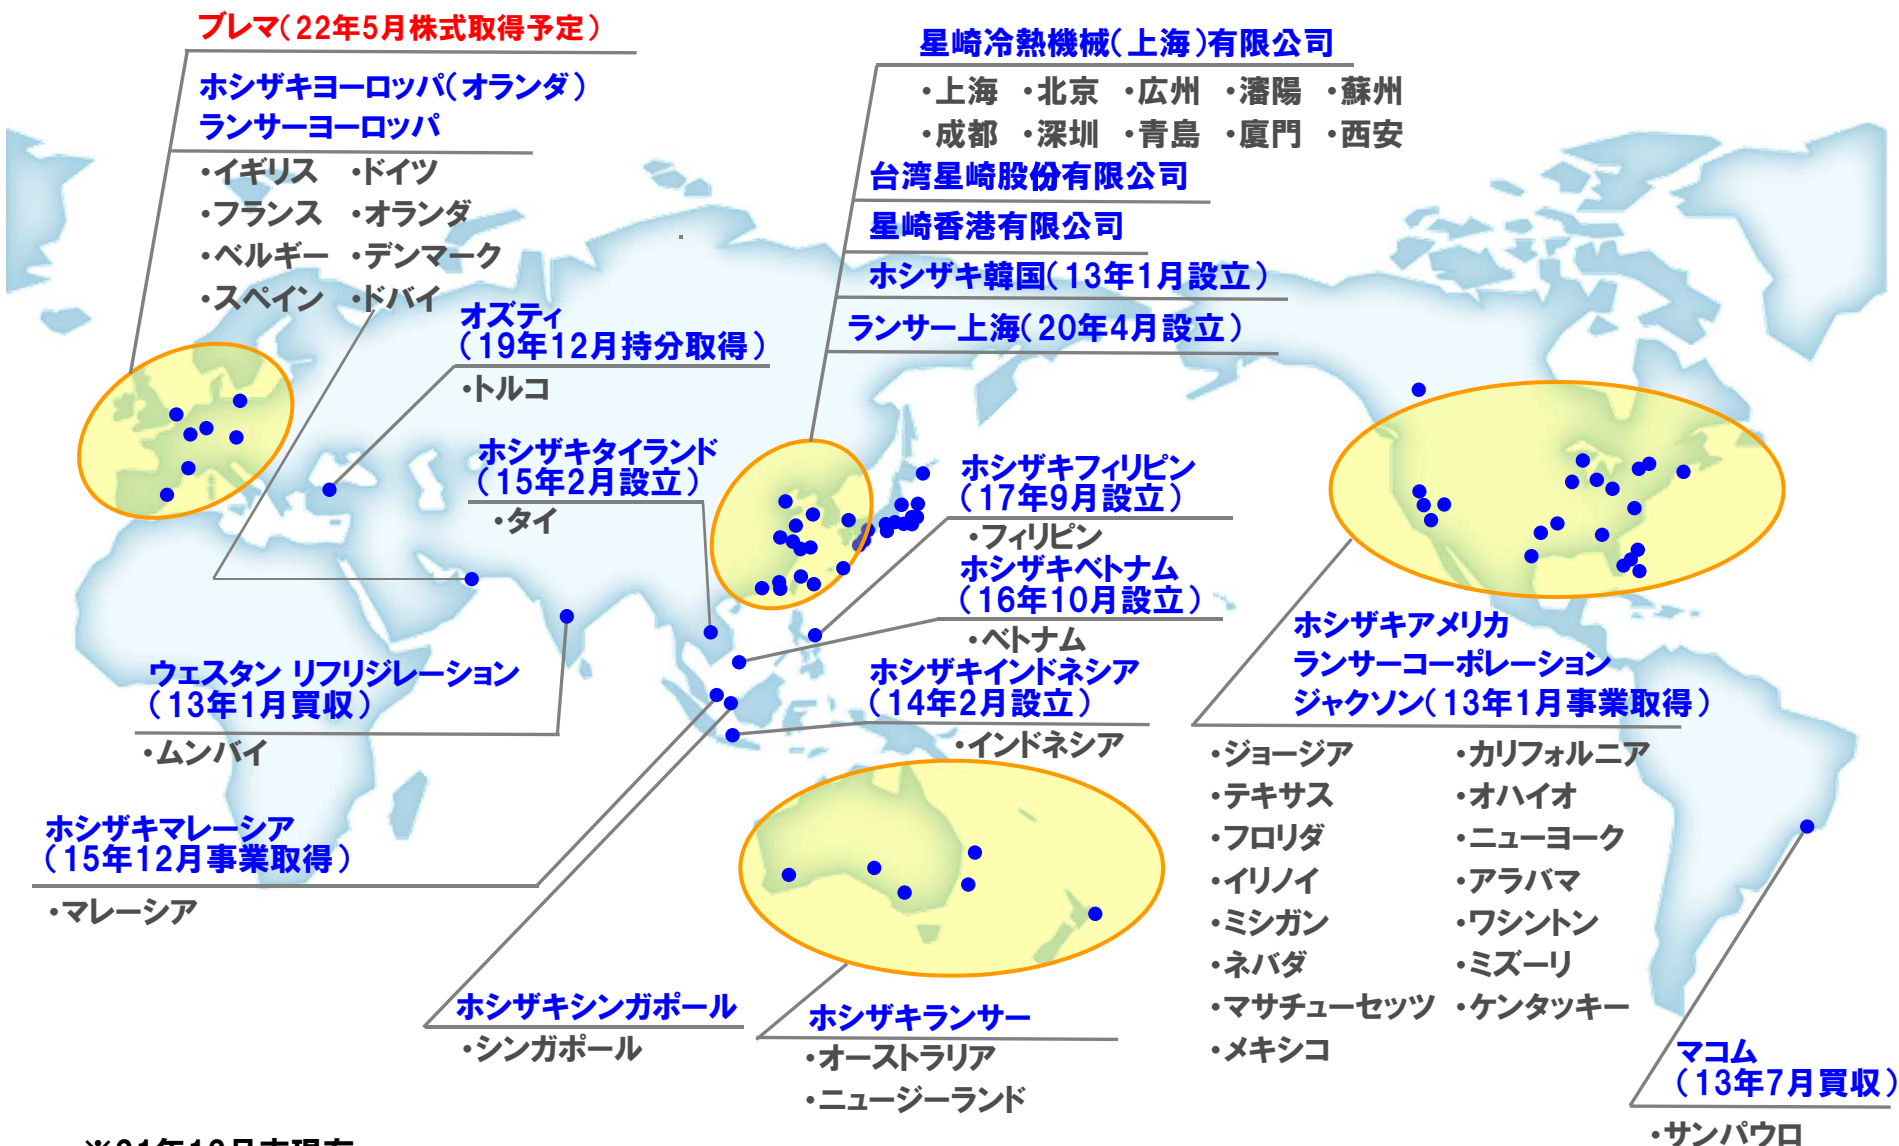 ブレマ(22年5月株式取得予定)
ホシザキヨーロッパ(オランダ)
ランサーヨーロッパ
・イギリス ・ドイツ
・フランス ・オランダ
・ベルギー ・デンマーク
・スペイン ・ドバイ
オズティ
(19年12月持分取得)
・トルコ
星崎冷熱機械(上海)有限公司
・上海 ・北京 ・広州 ・瀋陽 ・蘇州
・成都 ・深圳 ・青島 ・廈門 ・西安
台湾星崎股份有限公司
星崎香港有限公司
ホシザキ韓国(13年1月設立)
ランサー上海(20年4月設立)
ホシザキタイランド
(15年2月設立)
・タイ
ホシザキフィリピン
(17年9月設立)
・フィリピン
ホシザキベトナム
(16年10月設立)
・ベトナム
ホシザキインドネシア
(14年2月設立)
・インドネシア
ウェスタン リフリジレーション
(13年1月買収)
・ムンバイ
ホシザキマレーシア
(15年12月事業取得)
・マレーシア
ホシザキシンガポール
・シンガポール
ホシザキランサー
・オーストラリア
・ニュージーランド
ホシザキアメリカ
ランサーコーポレーション
ジャクソン(13年1月事業取得)
・ジョージア ・カリフォルニア
・テキサス ・オハイオ
・フロリダ ・ニューヨーク
・イリノイ ・アラバマ
・ミシガン ・ワシントン
・ネバダ ・ミズーリ
・マサチューセッツ ・ケンタッキー
・メキシコ
マコム
(13年7月買収)
・サンパウロ
※21年12月末現在